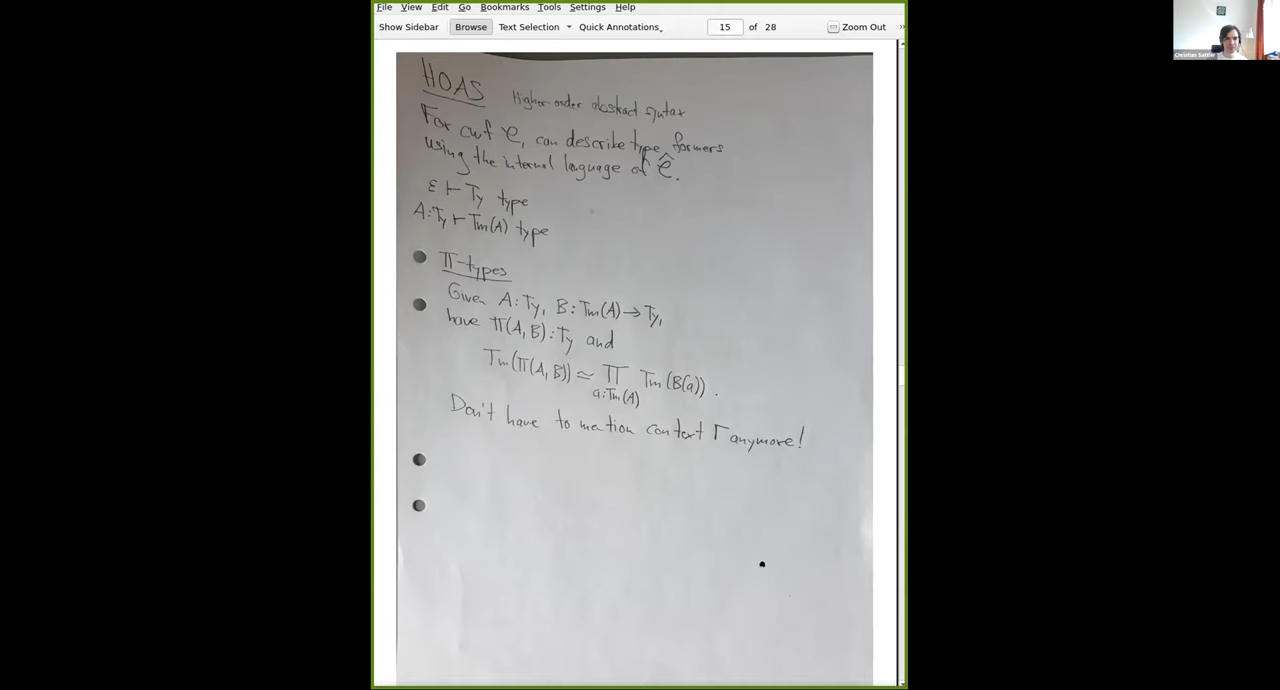 File View Edit Go Bookmarks Tools Settings Help
Show Sidebar Browse Text Selection Quick Annotations 15 of 28 Zoom Out »
Christian Sattler
HOAS Higher order abstract syntax
For cwf 𝒞, can describe type formers
using the internal language of 𝒞̂.
ε ⊢ Ty type
A:Ty ⊢ Tm(A) type
Π-types
Given A:Ty, B:Tm(A)→Ty,
have Π(A,B):Ty and
Tm(Π(A,B)) ≃ Π Tm(B(a)).
a:Tm(A)
Don't have to mention context Γ anymore!